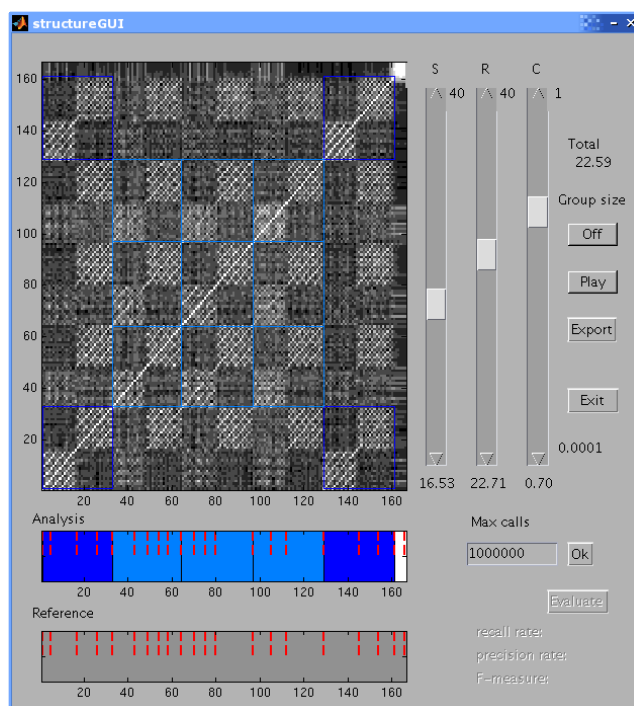 structureGUI
S R C
40 40 1
160
140
120
100
80
60
40
20
20 40 60 80 100 120 140 160
Total
22.59
Group size
Off
Play
Export
Exit
0.0001
16.53 22.71 0.70
Analysis
20 40 60 80 100 120 140 160
Max calls
1000000 Ok
Evaluate
Reference
20 40 60 80 100 120 140 160
recall rate:
precision rate:
F-measure: